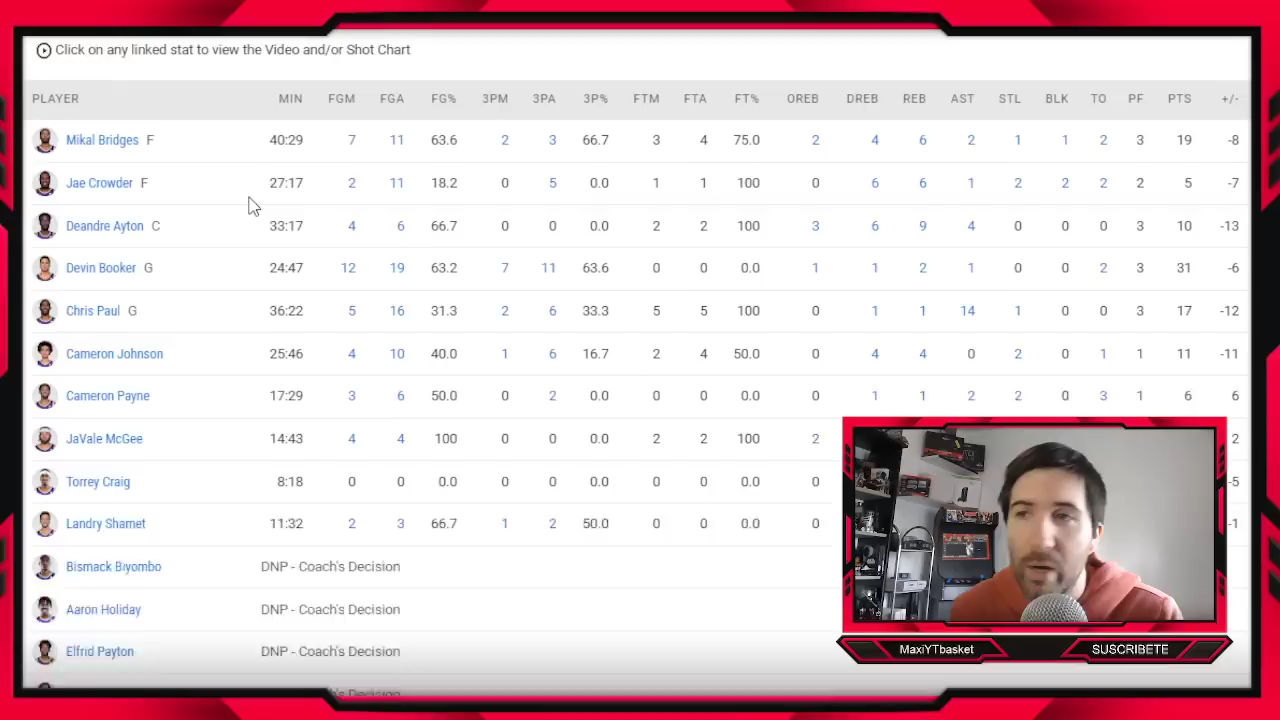 Click on any linked stat to view the Video and/or Shot Chart
PLAYER MIN FGM FGA FG% 3PM 3PA 3P% FTM FTA FT% OREB DREB REB AST STL BLK TO PF PTS +/-
Mikal Bridges F 40:29 7 11 63.6 2 3 66.7 3 4 75.0 2 4 6 2 1 1 2 3 19 -8
Jae Crowder F 27:17 2 11 18.2 0 5 0.0 1 1 100 0 6 6 1 2 2 2 2 5 -7
Deandre Ayton C 33:17 4 6 66.7 0 0 0.0 2 2 100 3 6 9 4 0 0 0 3 10 -13
Devin Booker G 24:47 12 19 63.2 7 11 63.6 0 0 0.0 1 1 2 1 0 0 2 3 31 -6
Chris Paul G 36:22 5 16 31.3 2 6 33.3 5 5 100 0 1 1 14 1 0 0 3 17 -12
Cameron Johnson 25:46 4 10 40.0 1 6 16.7 2 4 50.0 0 4 4 0 2 0 1 1 11 -11
Cameron Payne 17:29 3 6 50.0 0 2 0.0 0 0 0.0 0 1 1 2 2 0 3 1 6 6
JaVale McGee 14:43 4 4 100 0 0 0.0 2 2 100 2 2
Torrey Craig 8:18 0 0 0.0 0 0 0.0 0 0 0.0 0 -5
Landry Shamet 11:32 2 3 66.7 1 2 50.0 0 0 0.0 0 -1
Bismack Biyombo DNP - Coach's Decision
Aaron Holiday DNP - Coach's Decision
Elfrid Payton DNP - Coach's Decision
DNP - Coach's Decision
MaxiYTbasket SUSCRIBETE